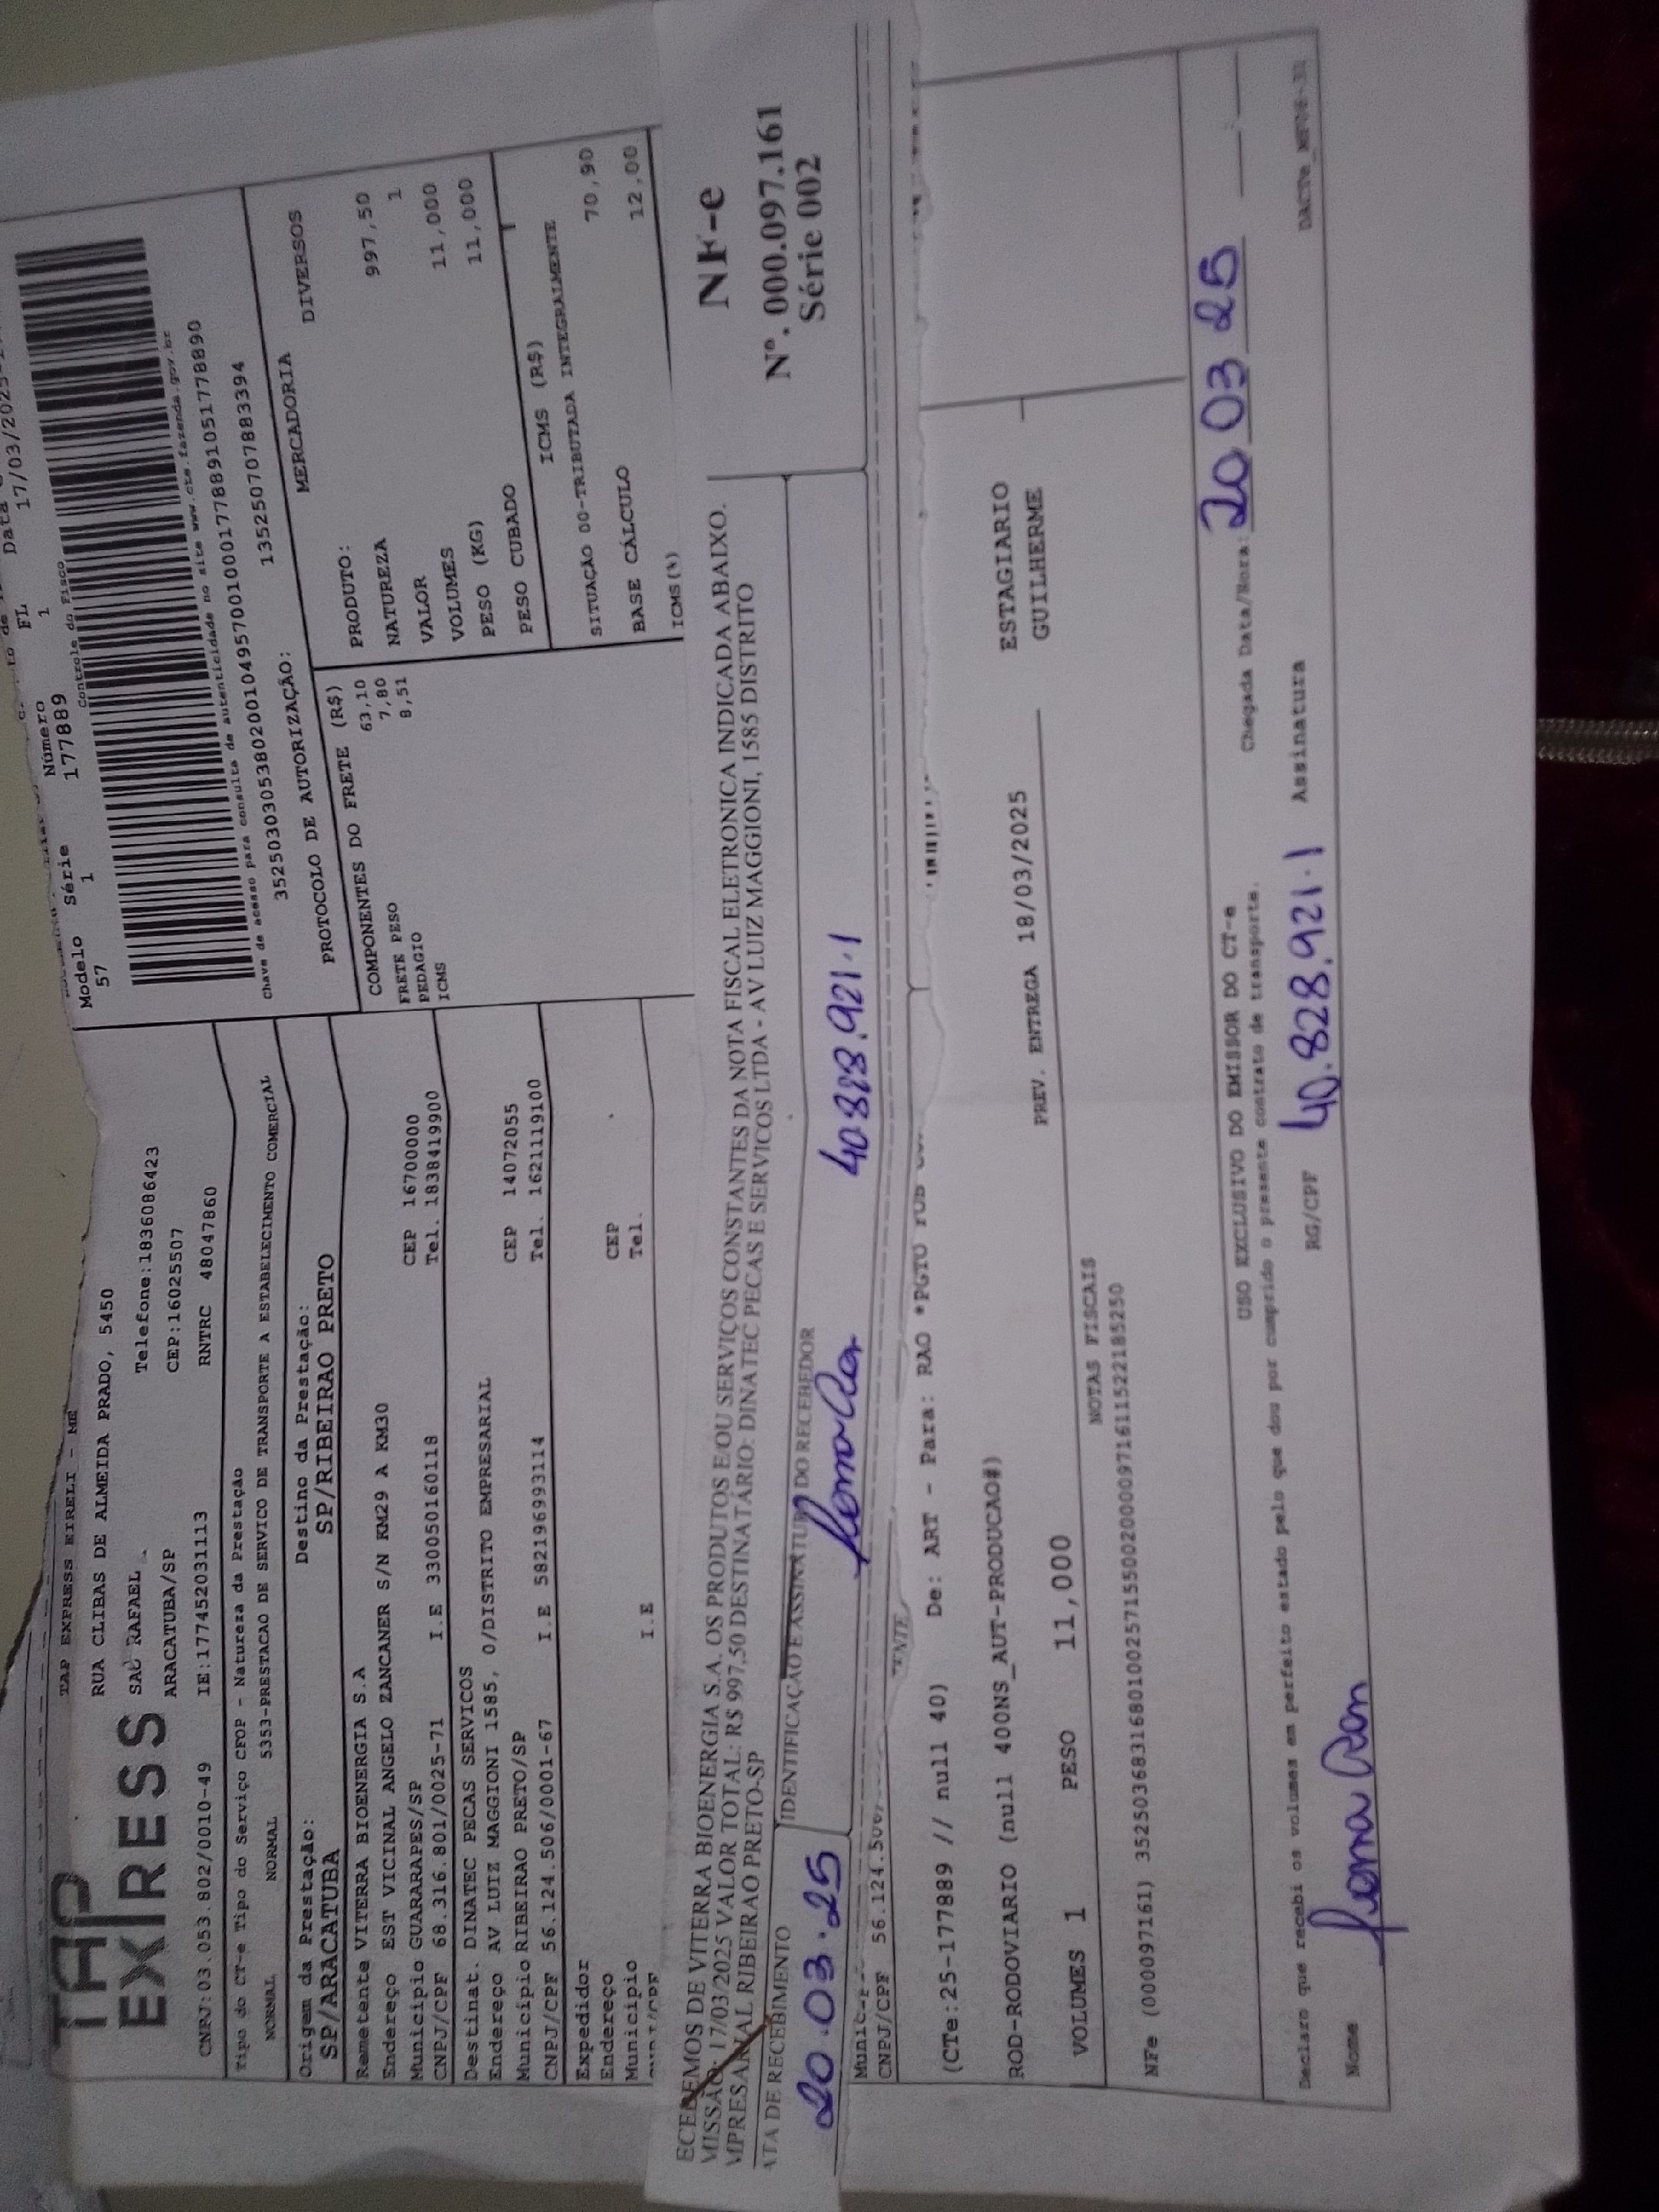 TAP
EXPRESS
TAP EXPRESS EIRELI - ME
RUA CLIBAS DE ALMEIDA PRADO, 5450
SAO RAFAEL Telefone:1836086423
ARACATUBA/SP CEP:16025507
CNPJ:03.053.802/0010-49 IE:177452031113 RNTRC 48047860
Modelo Série Número FL Data
57 1 177889 1 17/03/2025
Controle do Fisco
Chave de acesso para consulta de autenticidade no site www.cte.fazenda.gov.br
35250303053802001049570010001778891051778890
PROTOCOLO DE AUTORIZAÇÃO: 135250707883394
Tipo do CT-e Tipo do Serviço CFOP - Natureza da Prestação
NORMAL NORMAL 5353-PRESTACAO DE SERVICO DE TRANSPORTE A ESTABELECIMENTO COMERCIAL
Origem da Prestação: Destino da Prestação:
SP/ARACATUBA SP/RIBEIRAO PRETO
Remetente VITERRA BIOENERGIA S.A
Endereço EST VICINAL ANGELO ZANCANER S/N KM29 A KM30
Município GUARARAPES/SP CEP 16700000
CNPJ/CPF 68.316.801/0025-71 I.E 330050160118 Tel. 1838419900
Destinat. DINATEC PECAS SERVICOS
Endereço AV LUIZ MAGGIONI 1585, 0/DISTRITO EMPRESARIAL
Município RIBEIRAO PRETO/SP CEP 14072055
CNPJ/CPF 56.124.506/0001-67 I.E 582196993114 Tel. 1621119100
Expedidor
Endereço CEP
Município I.E Tel.
COMPONENTES DO FRETE (R$)
FRETE PESO 63,10
PEDAGIO 7,80
ICMS 8,51
MERCADORIA
PRODUTO: DIVERSOS
NATUREZA
VALOR 997,50
VOLUMES 1
PESO (KG) 11,000
PESO CUBADO 11,000
ICMS (R$)
SITUAÇÃO 00-TRIBUTADA INTEGRALMENTE
BASE CÁLCULO 70,90
ICMS(%) 12,00
ECEBEMOS DE VITERRA BIOENERGIA S.A. OS PRODUTOS E/OU SERVIÇOS CONSTANTES DA NOTA FISCAL ELETRONICA INDICADA ABAIXO.
MISSÃO: 17/03/2025 VALOR TOTAL: R$ 997,50 DESTINATÁRIO: DINATEC PECAS E SERVICOS LTDA - AV LUIZ MAGGIONI, 1585 DISTRITO
MPRESARIAL RIBEIRAO PRETO-SP
ATA DE RECEBIMENTO IDENTIFICAÇÃO E ASSINATURA DO RECEBEDOR
20.03.25 40.828.921.1
NF-e
Nº. 000.097.161
Série 002
CNPJ/CPF 56.124.506/
(CTe:25-177889 // null 40) De: ART - Para: RAO *PGTO
ROD-RODOVIARIO (null 400NS_AUT-PRODUCAO#)
PREV. ENTREGA 18/03/2025 ESTAGIARIO
GUILHERME
VOLUMES 1 PESO 11,000
NOTAS FISCAIS
NFe (000097161) 35250368316801002571550020000971611522185250
USO EXCLUSIVO DO EMISSOR DO CT-e
Declaro que recebi os volumes em perfeito estado pelo que dou por cumprido o presente contrato de transporte. Chegada Data/Hora: 20 03 25
Nome RG/CPF 40.828.921.1 Assinatura